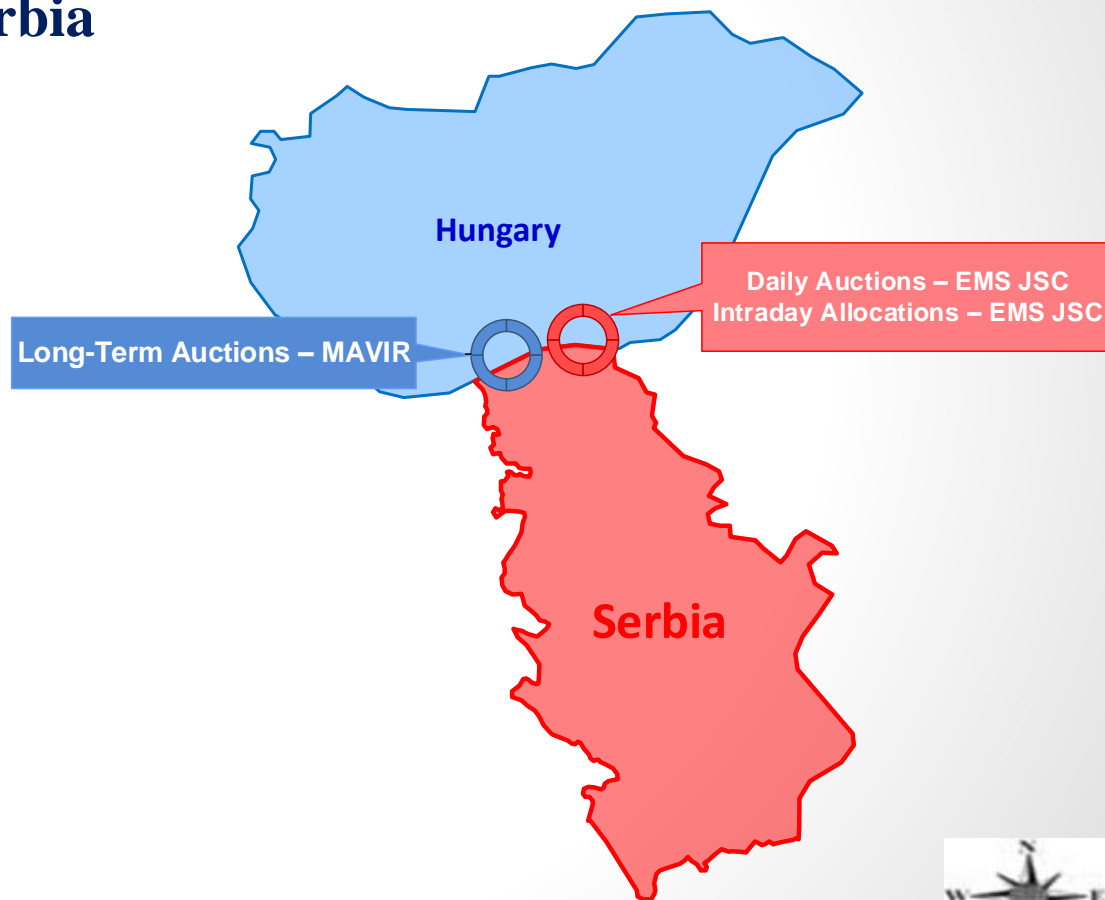 rbia
Hungary
Daily Auctions – EMS JSC
Intraday Allocations – EMS JSC
Long-Term Auctions – MAVIR
Serbia
N
W
E